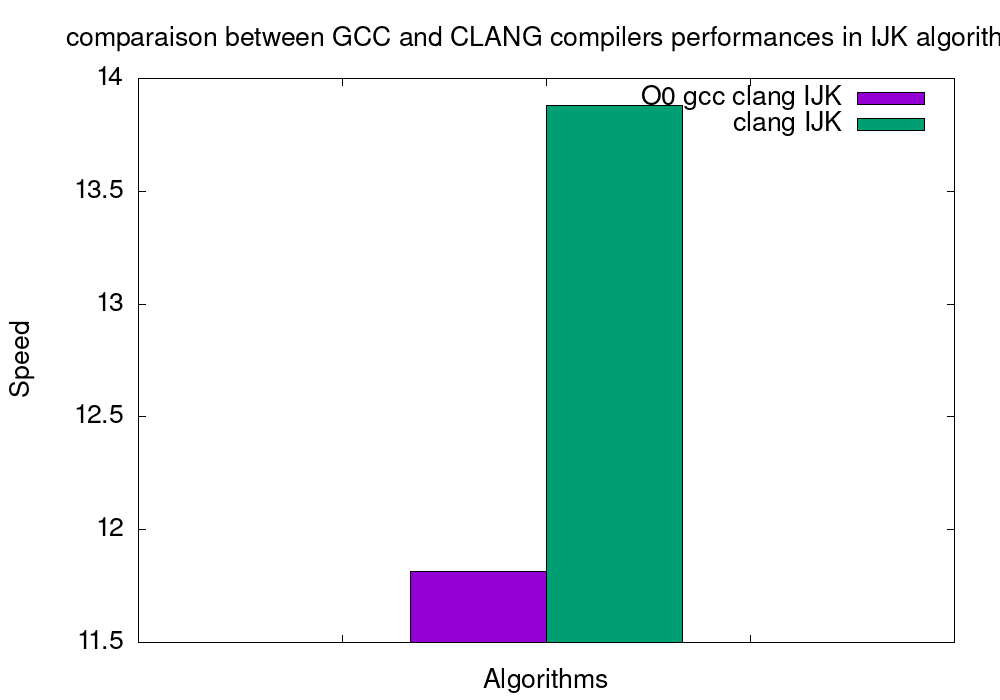 comparaison between GCC and CLANG compilers performances in IJK algorith
14
O0 gcc clang IJK
clang IJK
13.5
13
12.5
12
11.5
Speed
Algorithms